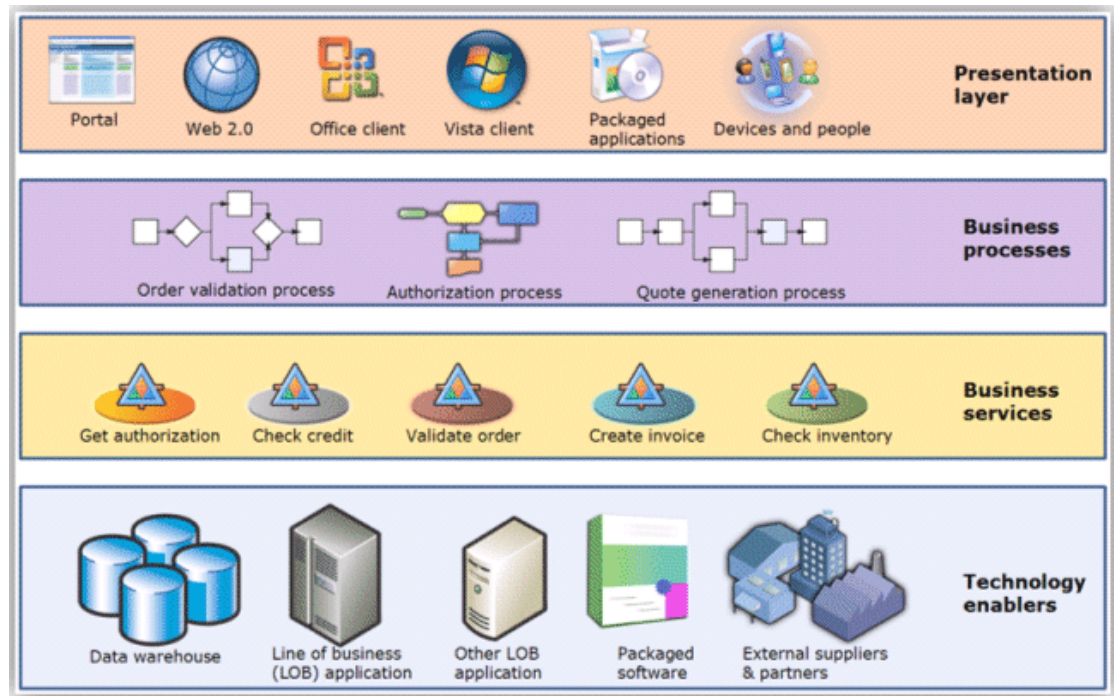 Portal
Web 2.0
Office client
Vista client
Packaged
applications
Devices and people
Presentation
layer
Order validation process
Authorization process
Quote generation process
Business
processes
Get authorization
Check credit
Validate order
Create invoice
Check inventory
Business
services
Data warehouse
Line of business
(LOB) application
Other LOB
application
Packaged
software
External suppliers
& partners
Technology
enablers